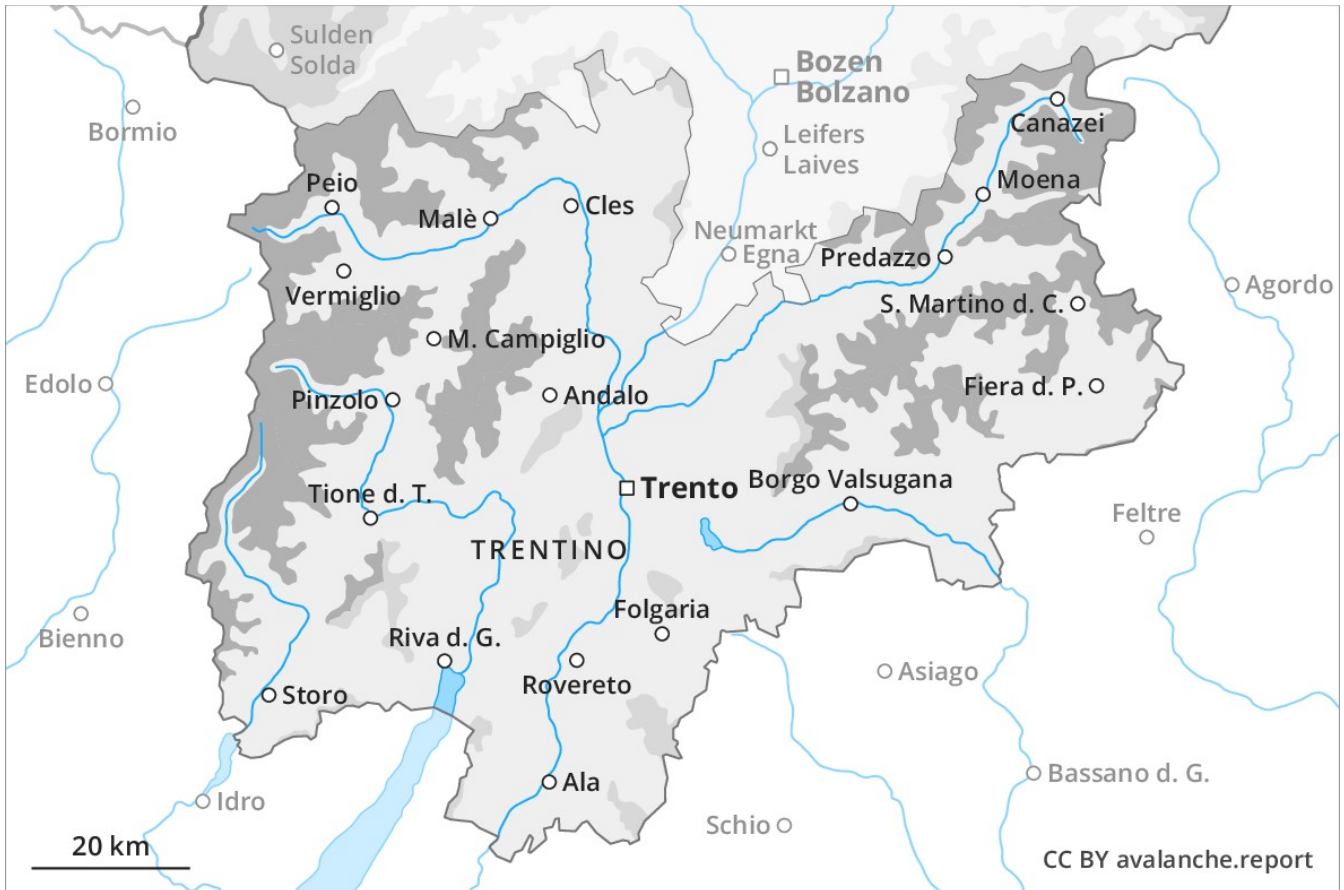 Sulden
Solda
Bozen
Bolzano
Bormio
Canazei
Leifers
Laives
Peio
Moena
Malè
Cles
Neumarkt
Egna
Predazzo
Vermiglio
Agordo
S. Martino d. C.
M. Campiglio
Edolo
Pinzolo
Andalo
Fiera d. P.
Trento
Borgo Valsugana
Tione d. T.
Feltre
TRENTINO
Folgaria
Bienno
Riva d. G.
Asiago
Rovereto
Storo
Bassano d. G.
Ala
Idro
Schio
20 km
CC BY avalanche.report